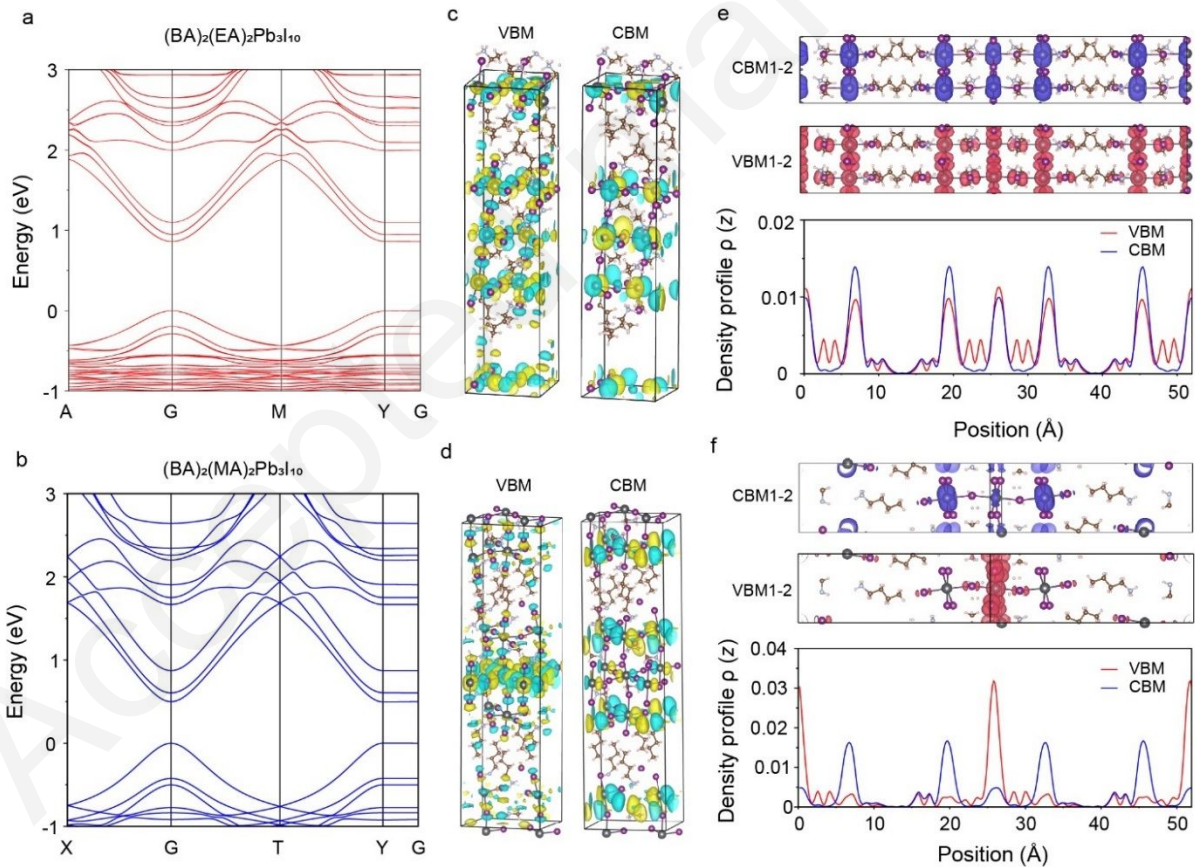 a
(BA)₂(EA)₂Pb₃I₁₀
Energy (eV)
3
2
1
0
-1
A G M Y G
b
(BA)₂(MA)₂Pb₃I₁₀
Energy (eV)
3
2
1
0
-1
X G T Y G
c
VBM CBM
d
VBM CBM
e
CBM1-2
VBM1-2
Density profile ρ (z)
0.02
0.01
0
VBM
CBM
0 10 20 30 40 50
Position (Å)
f
CBM1-2
VBM1-2
Density profile ρ (z)
0.04
0.03
0.02
0.01
0
VBM
CBM
0 10 20 30 40 50
Position (Å)